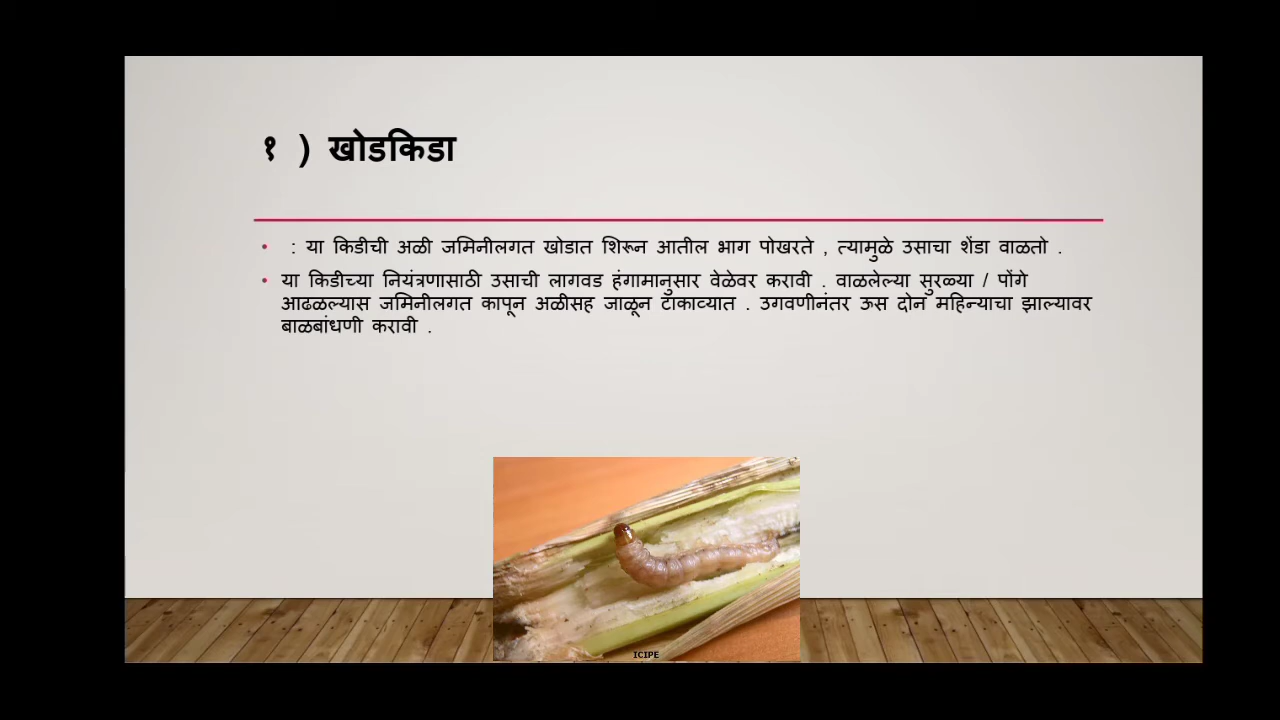 १ ) खोडकिडा
• : या किडीची अळी जमिनीलगत खोडात शिरून आतील भाग पोखरते , त्यामुळे उसाचा शेंडा वाळतो .
• या किडीच्या नियंत्रणासाठी उसाची लागवड हंगामानुसार वेळेवर करावी . वाळलेल्या सुरळ्या / पोंगे
आढळल्यास जमिनीलगत कापून अळीसह जाळून टाकाव्यात . उगवणीनंतर ऊस दोन महिन्याचा झाल्यावर
बाळबांधणी करावी .
ICIPE